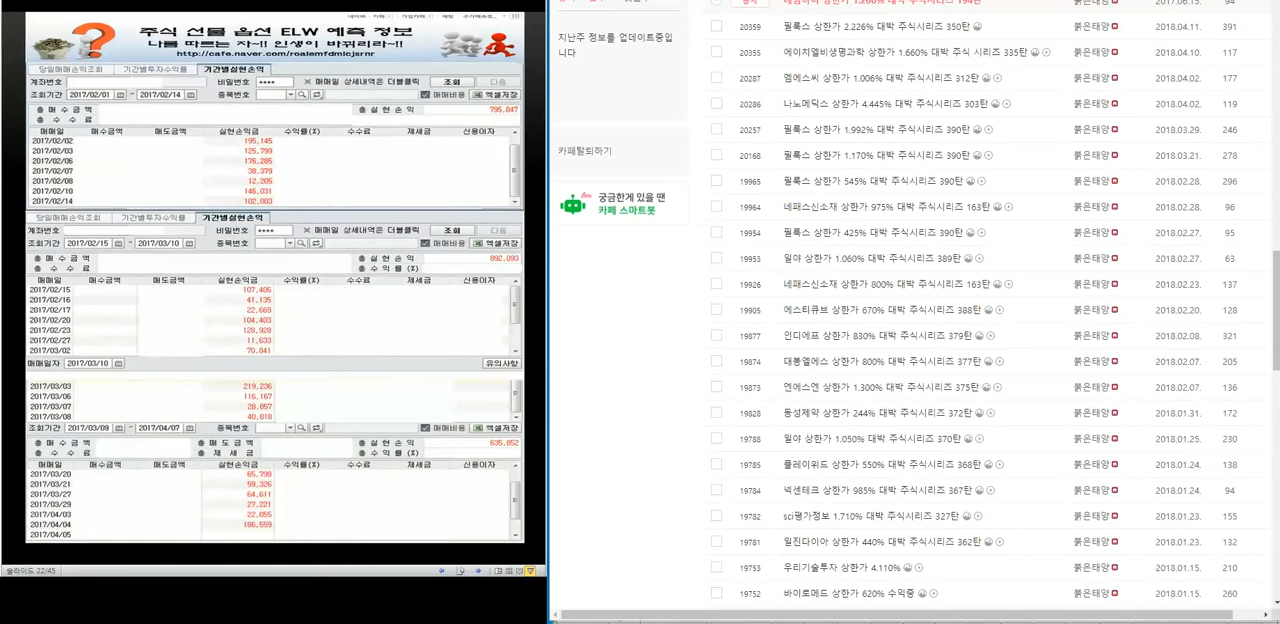 주식 선물 옵션 ELW 예측 정보
나를 따르는 자~!! 인생이 바뀌리라~!!
http://cafe.naver.com/roalemfdmicjsrnr
당일매매손익조회 기간별투자수익률 기간별실현손익
계좌번호 비밀번호 **** ※ 매매일 상세내역은 더블클릭 조회 다음
조회기간 2017/02/01 ~ 2017/02/14 종목번호 매매비용 엑셀저장
총 매 수 금 액 총 실 현 손 익 795,847
총 수 수 료
매매일 매수금액 매도금액 실현손익금 수익률(%) 수수료 제세금 신용이자
2017/02/02 195,145
2017/02/03 125,799
2017/02/06 176,285
2017/02/07 38,379
2017/02/08 12,205
2017/02/10 146,031
2017/02/14 102,003
당일매매손익조회 기간별투자수익률 기간별실현손익
계좌번호 비밀번호 **** ※ 매매일 상세내역은 더블클릭 조회 다음
조회기간 2017/02/15 ~ 2017/03/10 종목번호 매매비용 엑셀저장
총 매 수 금 액 총 실 현 손 익 892,093
총 수 수 료 총 수 익 률 (%)
매매일 매수금액 매도금액 실현손익금 수익률(%) 수수료 제세금 신용이자
2017/02/15 107,406
2017/02/16 41,135
2017/02/17 22,669
2017/02/20 104,403
2017/02/23 128,928
2017/02/27 11,633
2017/03/02 70,841
매매일자 2017/03/10 유의사항
2017/03/03 219,236
2017/03/06 116,167
2017/03/07 28,857
2017/03/08 40,818
조회기간 2017/03/09 ~ 2017/04/07 종목번호 매매비용 엑셀저장
총 매 수 금 액 총 매 도 금 액 총 실 현 손 익 635,852
총 수 수 료 총 제 세 금 총 수 익 률 (%)
매매일 매수금액 매도금액 실현손익금 수익률(%) 수수료 제세금 신용이자
2017/03/20 65,798
2017/03/21 59,326
2017/03/27 64,611
2017/03/29 27,221
2017/04/03 22,055
2017/04/04 186,559
2017/04/05
슬라이드 22/45
지난주 정보를 업데이트중입
니다
카페탈퇴하기
궁금한게 있을 땐
카페 스마트봇
20359 필룩스 상한가 2.226% 대박 주식시리즈 350탄 붉은태양 2018.04.11. 391
20355 에이치엘비생명과학 상한가 1.660% 대박 주식 시리즈 335탄 붉은태양 2018.04.10. 117
20287 엠에스씨 상한가 1.006% 대박 주식시리즈 312탄 붉은태양 2018.04.02. 177
20286 나노메딕스 상한가 4,445% 대박 주식시리즈 303탄 붉은태양 2018.04.02. 119
20257 필룩스 상한가 1.992% 대박 주식시리즈 390탄 붉은태양 2018.03.29. 246
20168 필룩스 상한가 1.170% 대박 주식시리즈 390탄 붉은태양 2018.03.21. 278
19965 필룩스 상한가 545% 대박 주식시리즈 390탄 붉은태양 2018.02.28. 296
19964 네패스신소재 상한가 975% 대박 주식시리즈 163탄 붉은태양 2018.02.28. 96
19954 필룩스 상한가 425% 대박 주식시리즈 390탄 붉은태양 2018.02.27. 95
19953 일야 상한가 1.060% 대박 주식시리즈 389탄 붉은태양 2018.02.27. 63
19926 네패스신소재 상한가 800% 대박 주식시리즈 163탄 붉은태양 2018.02.23. 137
19905 에스티큐브 상한가 670% 대박 주식시리즈 388탄 붉은태양 2018.02.20. 128
19877 인디에프 상한가 830% 대박 주식시리즈 379탄 붉은태양 2018.02.08. 321
19874 대봉엘에스 상한가 800% 대박 주식시리즈 377탄 붉은태양 2018.02.07. 205
19873 엔에스엔 상한가 1.300% 대박 주식시리즈 375탄 붉은태양 2018.02.07. 136
19828 동성제약 상한가 244% 대박 주식시리즈 372탄 붉은태양 2018.01.31. 172
19788 일야 상한가 1.050% 대박 주식시리즈 370탄 붉은태양 2018.01.25. 230
19785 플레이위드 상한가 550% 대박 주식시리즈 368탄 붉은태양 2018.01.24. 138
19784 넥센테크 상한가 985% 대박 주식시리즈 367탄 붉은태양 2018.01.24. 94
19782 sci평가정보 1.710% 대박 주식시리즈 327탄 붉은태양 2018.01.23. 155
19781 일진다이아 상한가 440% 대박 주식시리즈 362탄 붉은태양 2018.01.23. 132
19753 우리기술투자 상한가 4.110% 붉은태양 2018.01.15. 210
19752 바이로메드 상한가 620% 수익중 붉은태양 2018.01.15. 260